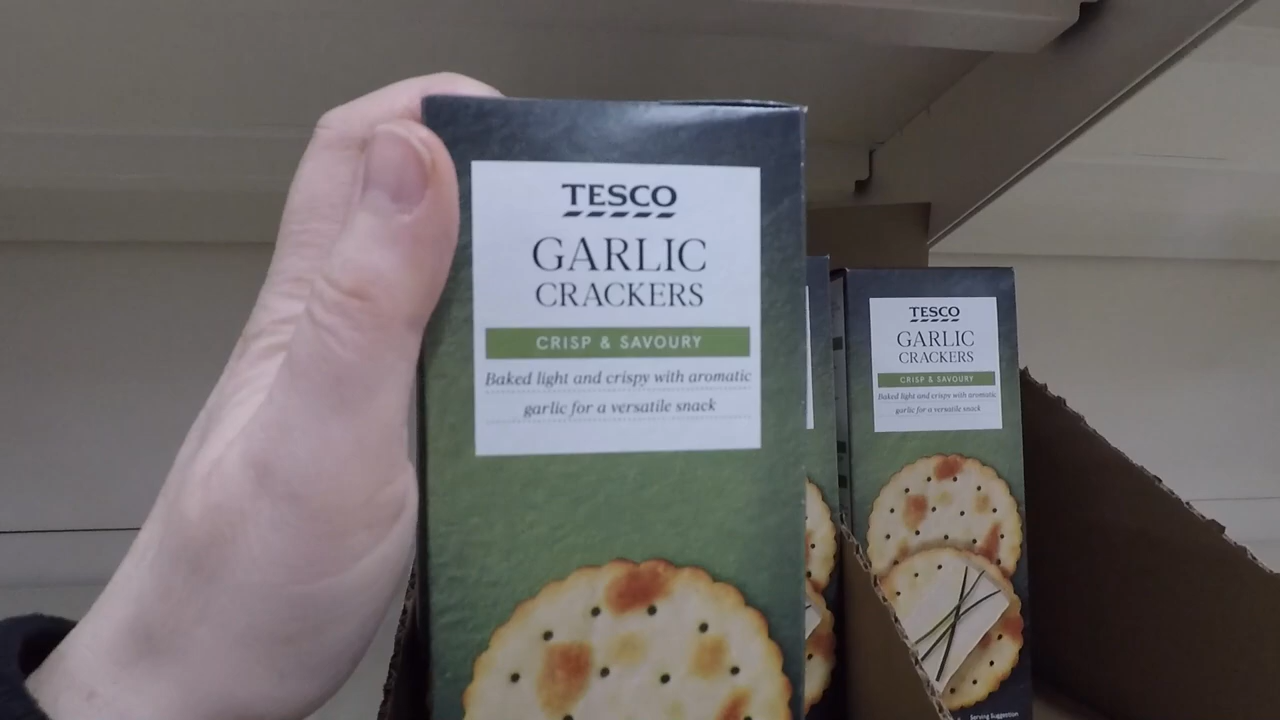 TESCO
GARLIC
CRACKERS
CRISP & SAVOURY
Baked light and crispy with aromatic
garlic for a versatile snack
TESCO
GARLIC
CRACKERS
CRISP & SAVOURY
Baked light and crispy with aromatic
garlic for a versatile snack
Serving Suggestion